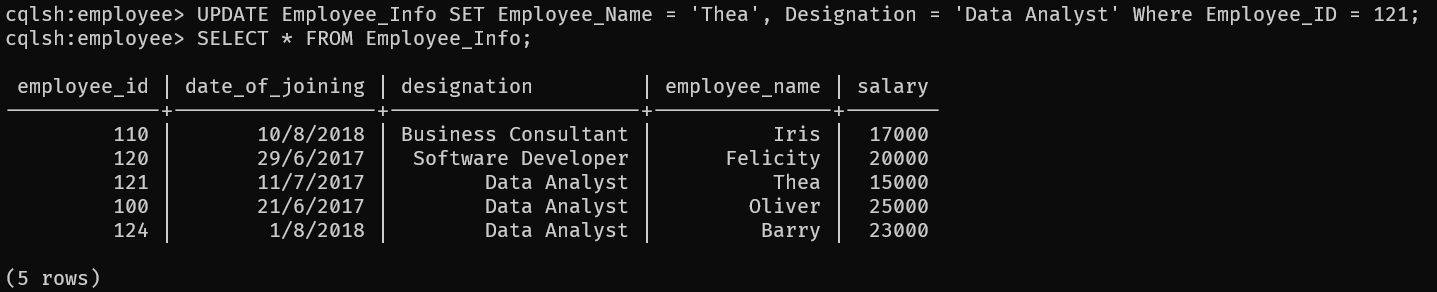 cqlsh:employee> UPDATE Employee_Info SET Employee_Name = 'Thea', Designation = 'Data Analyst' Where Employee_ID = 121;
cqlsh:employee> SELECT * FROM Employee_Info;
employee_id | date_of_joining | designation | employee_name | salary
110 | 10/8/2018 | Business Consultant | Iris | 17000
120 | 29/6/2017 | Software Developer | Felicity | 20000
121 | 11/7/2017 | Data Analyst | Thea | 15000
100 | 21/6/2017 | Data Analyst | Oliver | 25000
124 | 1/8/2018 | Data Analyst | Barry | 23000
(5 rows)